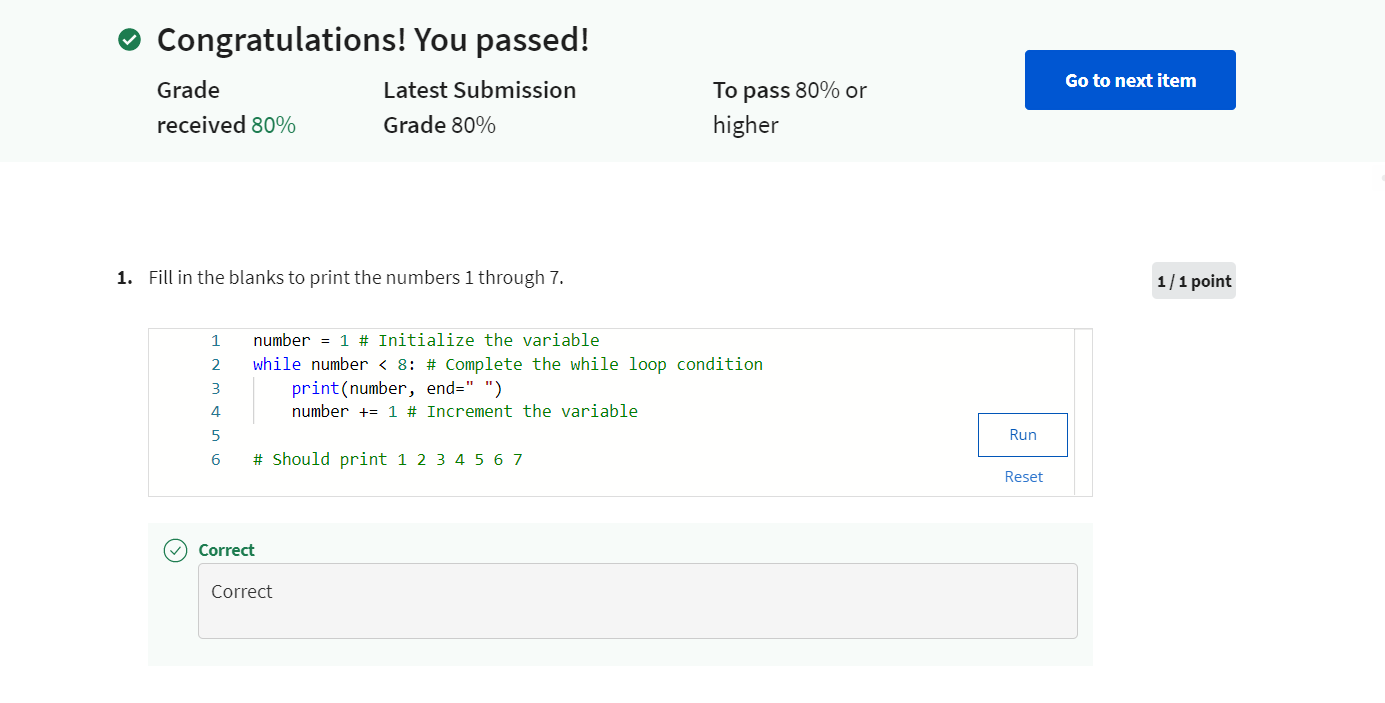 Congratulations! You passed!
Grade
received 80%
Latest Submission
Grade 80%
To pass 80% or
higher
Go to next item
1. Fill in the blanks to print the numbers 1 through 7.
1 / 1 point
1 number = 1 # Initialize the variable
2 while number < 8: # Complete the while loop condition
3     print(number, end=" ")
4     number += 1 # Increment the variable
5
6 # Should print 1 2 3 4 5 6 7
Run
Reset
Correct
Correct